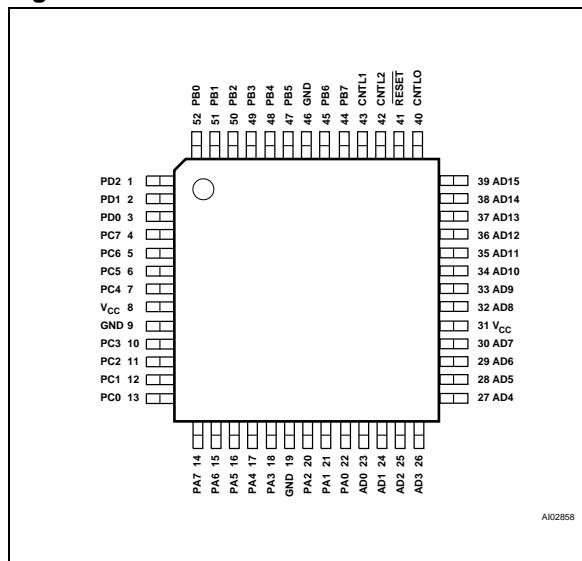 52 PB0
51 PB1
50 PB2
49 PB3
48 PB4
47 PB5
46 GND
45 PB6
44 PB7
43 CNTL1
42 CNTL2
41 RESET
40 CNTL0
PD2 1
PD1 2
PD0 3
PC7 4
PC6 5
PC5 6
PC4 7
VCC 8
GND 9
PC3 10
PC2 11
PC1 12
PC0 13
39 AD15
38 AD14
37 AD13
36 AD12
35 AD11
34 AD10
33 AD9
32 AD8
31 VCC
30 AD7
29 AD6
28 AD5
27 AD4
PA7 14
PA6 15
PA5 16
PA4 17
PA3 18
GND 19
PA2 20
PA1 21
PA0 22
AD0 23
AD1 24
AD2 25
AD3 26
AI02858